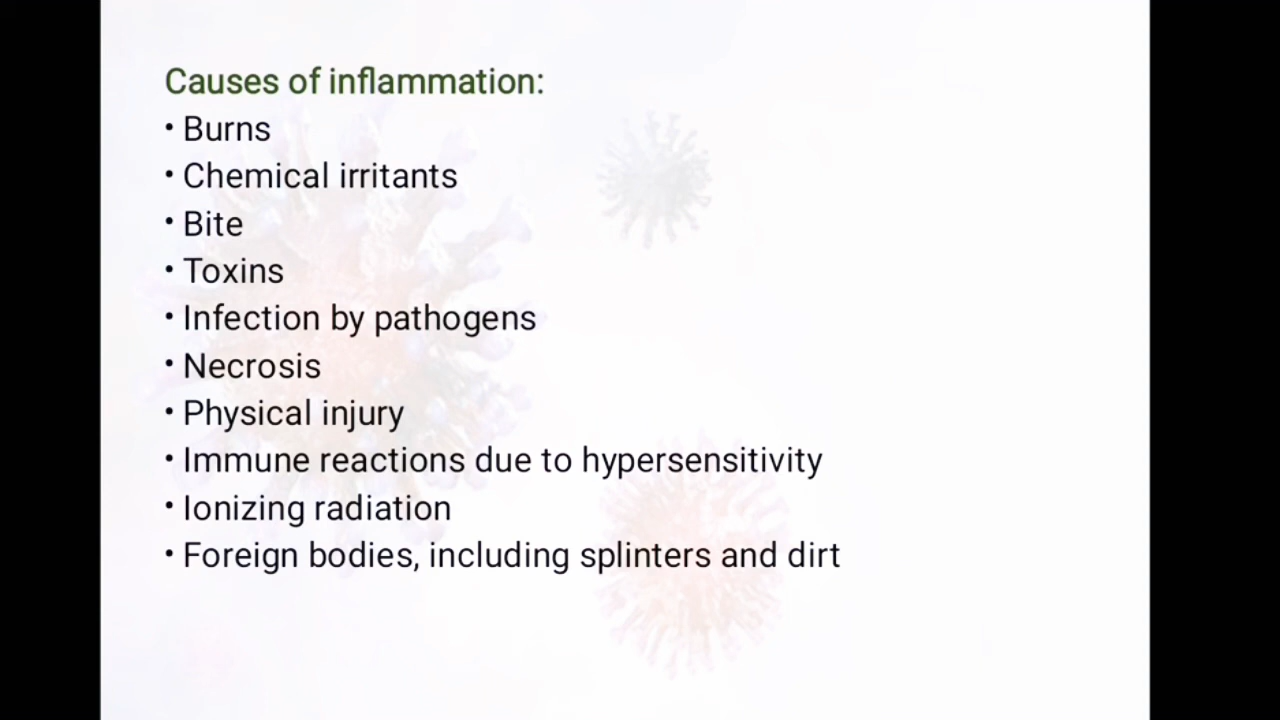 Causes of inflammation:
• Burns
• Chemical irritants
• Bite
• Toxins
• Infection by pathogens
• Necrosis
• Physical injury
• Immune reactions due to hypersensitivity
• Ionizing radiation
• Foreign bodies, including splinters and dirt